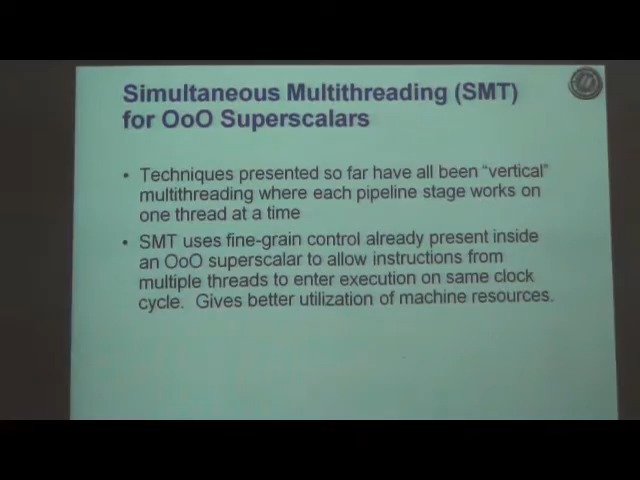 Simultaneous Multithreading (SMT)
for OoO Superscalars
• Techniques presented so far have all been "vertical"
multithreading where each pipeline stage works on
one thread at a time
• SMT uses fine-grain control already present inside
an OoO superscalar to allow instructions from
multiple threads to enter execution on same clock
cycle. Gives better utilization of machine resources.